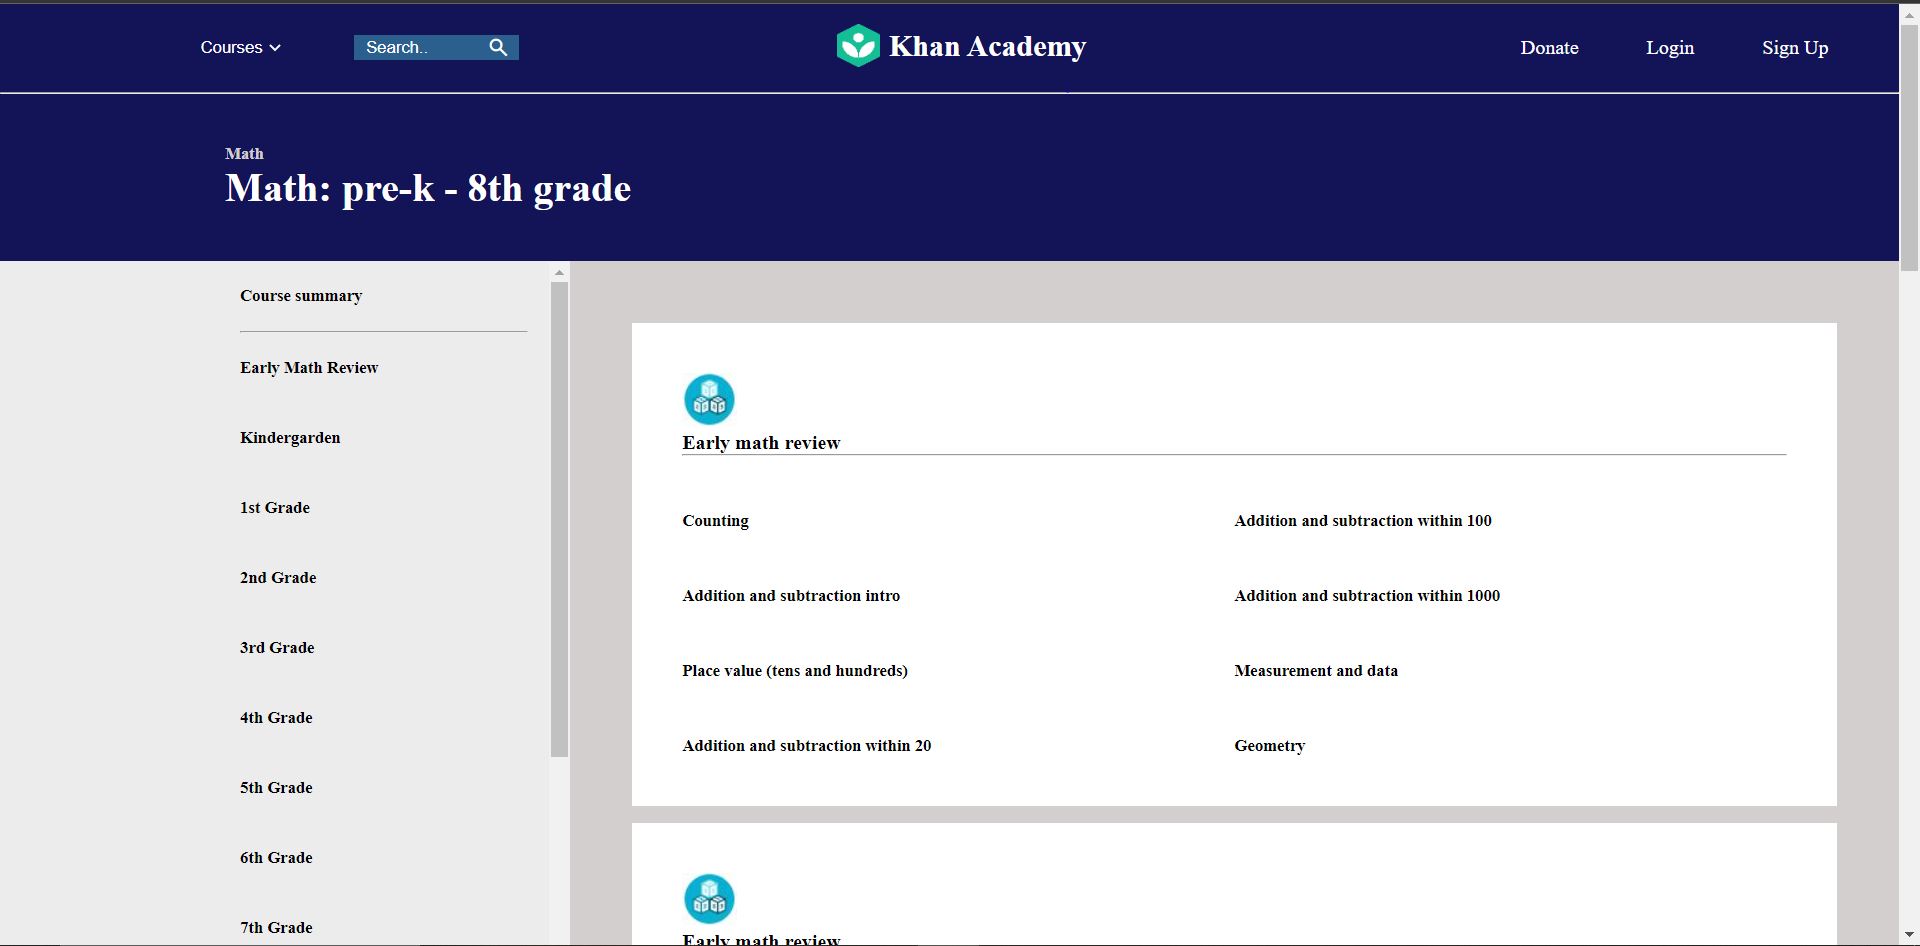 Courses
Search..
Khan Academy
Donate
Login
Sign Up
Math
Math: pre-k - 8th grade
Course summary
Early Math Review
Kindergarden
1st Grade
2nd Grade
3rd Grade
4th Grade
5th Grade
6th Grade
7th Grade
Early math review
Counting
Addition and subtraction within 100
Addition and subtraction intro
Addition and subtraction within 1000
Place value (tens and hundreds)
Measurement and data
Addition and subtraction within 20
Geometry
Early math review